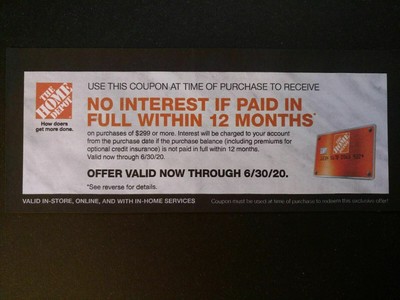 THE
HOME
DEPOT
How doers
get more done.
USE THIS COUPON AT TIME OF PURCHASE TO RECEIVE
NO INTEREST IF PAID IN
FULL WITHIN 12 MONTHS*
on purchases of $299 or more. Interest will be charged to your account
from the purchase date if the purchase balance (including premiums for
optional credit insurance) is not paid in full within 12 months.
Valid now through 6/30/20.
OFFER VALID NOW THROUGH 6/30/20.
*See reverse for details.
VALID IN-STORE, ONLINE, AND WITH IN-HOME SERVICES
Coupon must be used at time of purchase to redeem this exclusive offer!